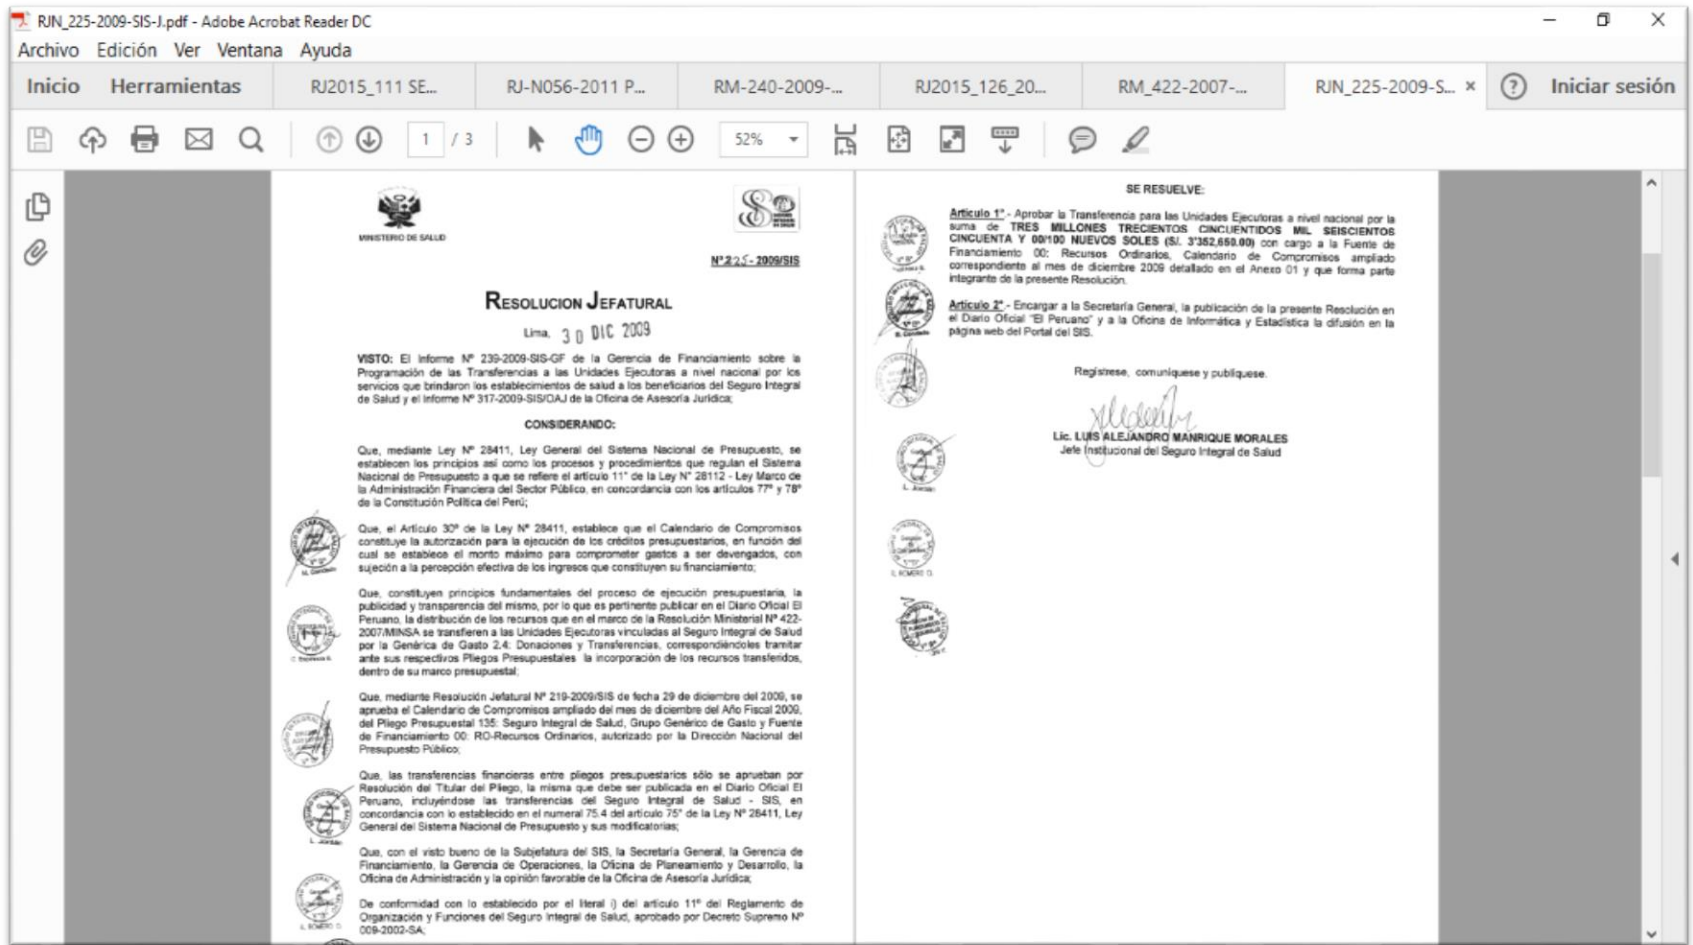 RJN_225-2009-SIS-J.pdf - Adobe Acrobat Reader DC
Archivo Edición Ver Ventana Ayuda
Inicio Herramientas RJ2015_111 SE... RJ-N056-2011 P... RM-240-2009-... RJ2015_126_20... RM_422-2007-... RJN_225-2009-S... × ? Iniciar sesión
1 / 3 52%
MINISTERIO DE SALUD
Nº 225- 2009/SIS
RESOLUCION JEFATURAL
Lima, 30 DIC 2009
VISTO: El Informe Nº 239-2009-SIS-GF de la Gerencia de Financiamiento sobre la
Programación de las Transferencias a las Unidades Ejecutoras a nivel nacional por los
servicios que brindaron los establecimientos de salud a los beneficiarios del Seguro Integral
de Salud y el Informe Nº 317-2009-SIS/OAJ de la Oficina de Asesoría Jurídica;
CONSIDERANDO:
Que, mediante Ley Nº 28411, Ley General del Sistema Nacional de Presupuesto, se
establecen los principios así como los procesos y procedimientos que regulan el Sistema
Nacional de Presupuesto a que se refiere el artículo 11° de la Ley N° 28112 - Ley Marco de
la Administración Financiera del Sector Público, en concordancia con los artículos 77º y 78º
de la Constitución Política del Perú;
Que, el Artículo 30º de la Ley Nº 28411, establece que el Calendario de Compromisos
constituye la autorización para la ejecución de los créditos presupuestarios, en función del
cual se establece el monto máximo para comprometer gastos a ser devengados, con
sujeción a la percepción efectiva de los ingresos que constituyen su financiamiento;
Que, constituyen principios fundamentales del proceso de ejecución presupuestaria, la
publicidad y transparencia del mismo, por lo que es pertinente publicar en el Diario Oficial El
Peruano, la distribución de los recursos que en el marco de la Resolución Ministerial Nº 422-
2007/MINSA se transfieren a las Unidades Ejecutoras vinculadas al Seguro Integral de Salud
por la Genérica de Gasto 2.4: Donaciones y Transferencias, correspondiéndoles tramitar
ante sus respectivos Pliegos Presupuestales la incorporación de los recursos transferidos,
dentro de su marco presupuestal;
Que, mediante Resolución Jefatural Nº 219-2009/SIS de fecha 29 de diciembre del 2009, se
aprueba el Calendario de Compromisos ampliado del mes de diciembre del Año Fiscal 2009,
del Pliego Presupuestal 135: Seguro Integral de Salud, Grupo Genérico de Gasto y Fuente
de Financiamiento 00: RO-Recursos Ordinarios, autorizado por la Dirección Nacional del
Presupuesto Público;
Que, las transferencias financieras entre pliegos presupuestarios sólo se aprueban por
Resolución del Titular del Pliego, la misma que debe ser publicada en el Diario Oficial El
Peruano, incluyéndose las transferencias del Seguro Integral de Salud - SIS, en
concordancia con lo establecido en el numeral 75.4 del artículo 75° de la Ley Nº 28411, Ley
General del Sistema Nacional de Presupuesto y sus modificatorias;
Que, con el visto bueno de la Subjefatura del SIS, la Secretaría General, la Gerencia de
Financiamiento, la Gerencia de Operaciones, la Oficina de Planeamiento y Desarrollo, la
Oficina de Administración y la opinión favorable de la Oficina de Asesoría Jurídica;
De conformidad con lo establecido por el literal i) del artículo 11º del Reglamento de
Organización y Funciones del Seguro Integral de Salud, aprobado por Decreto Supremo Nº
009-2002-SA;
L. Jordán
A. ROMERO O.
SE RESUELVE:
Artículo 1°.- Aprobar la Transferencia para las Unidades Ejecutoras a nivel nacional por la
suma de TRES MILLONES TRECIENTOS CINCUENTIDOS MIL SEISCIENTOS
CINCUENTA Y 00/100 NUEVOS SOLES (S/. 3'352,650.00) con cargo a la Fuente de
Financiamiento 00: Recursos Ordinarios, Calendario de Compromisos ampliado
correspondiente al mes de diciembre 2009 detallado en el Anexo 01 y que forma parte
integrante de la presente Resolución.
Artículo 2°.- Encargar a la Secretaría General, la publicación de la presente Resolución en
el Diario Oficial "El Peruano" y a la Oficina de Informática y Estadística la difusión en la
página web del Portal del SIS.
Regístrese, comuníquese y publíquese.
Lic. LUIS ALEJANDRO MANRIQUE MORALES
Jefe Institucional del Seguro Integral de Salud
L. Jordán